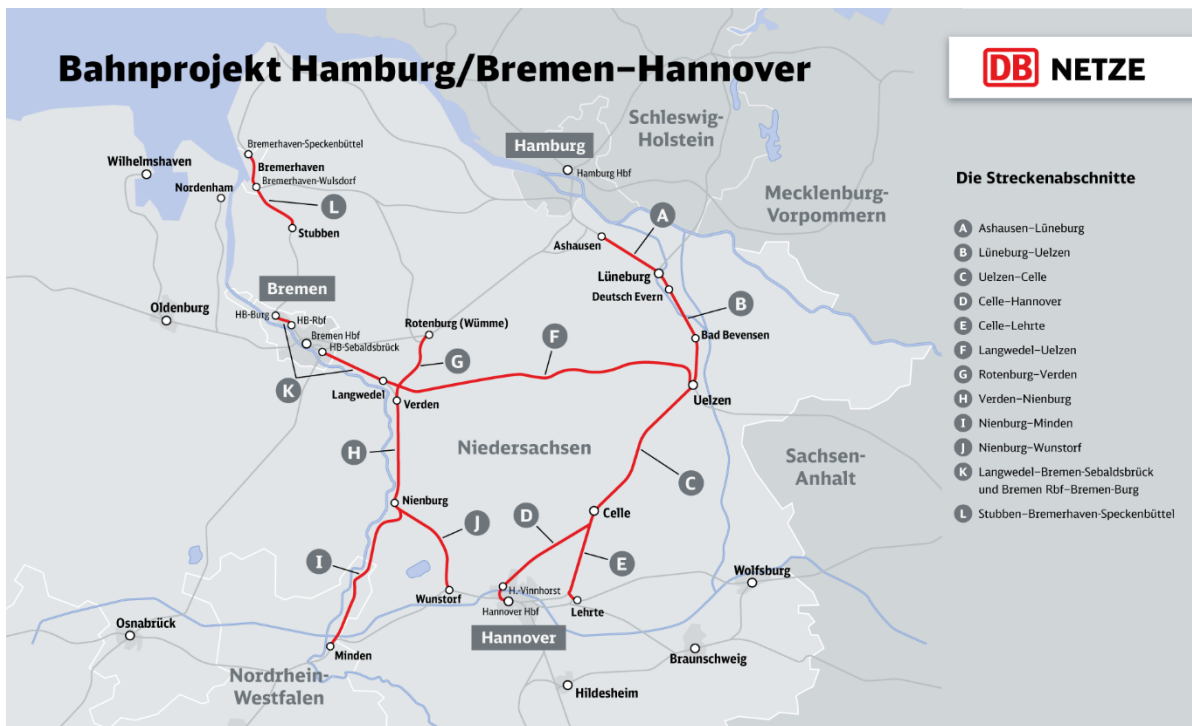 Bahnprojekt Hamburg/Bremen–Hannover
DB NETZE
Schleswig-
Holstein
Hamburg
Hamburg Hbf
Mecklenburg-
Vorpommern
Bremerhaven-Speckenbüttel
Wilhelmshaven
Bremerhaven
Bremerhaven-Wulsdorf
Nordenham
L
Stubben
A
Ashausen
Lüneburg
Deutsch Evern
B
Bad Bevensen
Bremen
Oldenburg
HB-Burg
HB-Rbf
Bremen Hbf
HB-Sebaldsbrück
Rotenburg (Wümme)
F
G
K
Langwedel
Verden
Uelzen
H
Niedersachsen
Sachsen-
Anhalt
C
Nienburg
J
D
Celle
I
E
Wunstorf
H.-Vinnhorst
Hannover Hbf
Lehrte
Wolfsburg
Osnabrück
Hannover
Minden
Braunschweig
Nordrhein-
Westfalen
Hildesheim
Die Streckenabschnitte
A Ashausen–Lüneburg
B Lüneburg–Uelzen
C Uelzen–Celle
D Celle–Hannover
E Celle–Lehrte
F Langwedel–Uelzen
G Rotenburg–Verden
H Verden–Nienburg
I Nienburg–Minden
J Nienburg–Wunstorf
K Langwedel–Bremen-Sebaldsbrück
und Bremen Rbf–Bremen-Burg
L Stubben–Bremerhaven-Speckenbüttel